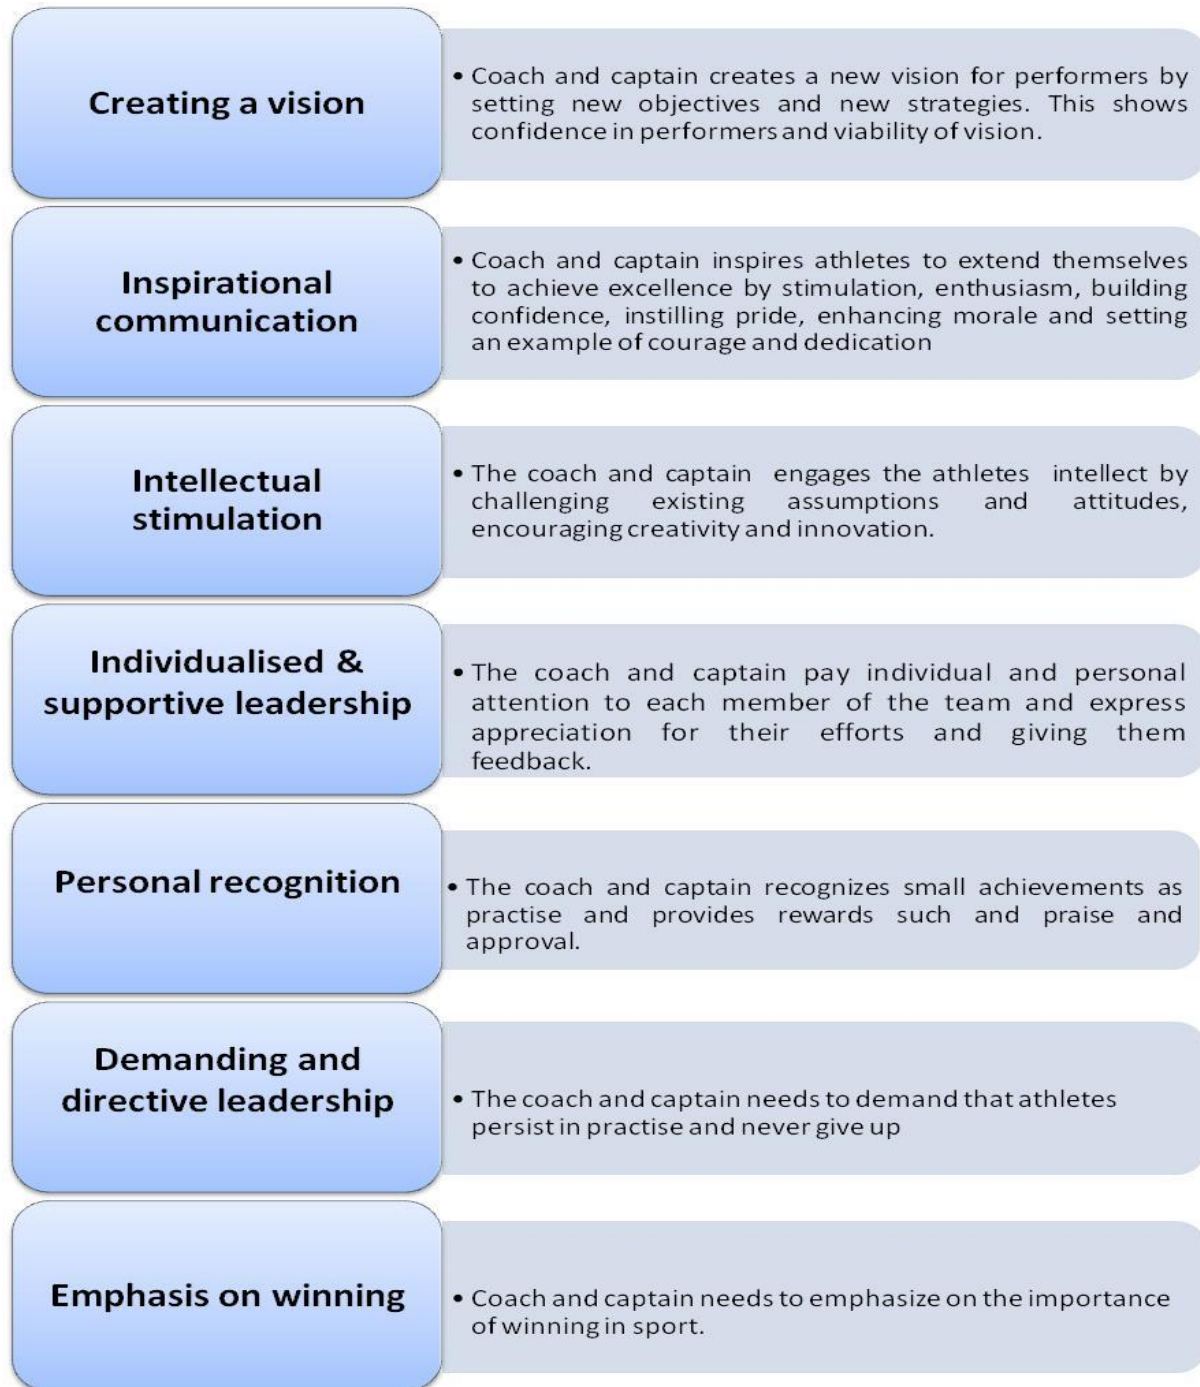 Creating a vision
• Coach and captain creates a new vision for performers by
setting new objectives and new strategies. This shows
confidence in performers and viability of vision.
Inspirational
communication
• Coach and captain inspires athletes to extend themselves
to achieve excellence by stimulation, enthusiasm, building
confidence, instilling pride, enhancing morale and setting
an example of courage and dedication
Intellectual
stimulation
• The coach and captain engages the athletes intellect by
challenging existing assumptions and attitudes,
encouraging creativity and innovation.
Individualised &
supportive leadership
• The coach and captain pay individual and personal
attention to each member of the team and express
appreciation for their efforts and giving them
feedback.
Personal recognition
• The coach and captain recognizes small achievements as
practise and provides rewards such and praise and
approval.
Demanding and
directive leadership
• The coach and captain needs to demand that athletes
persist in practise and never give up
Emphasis on winning
• Coach and captain needs to emphasize on the importance
of winning in sport.